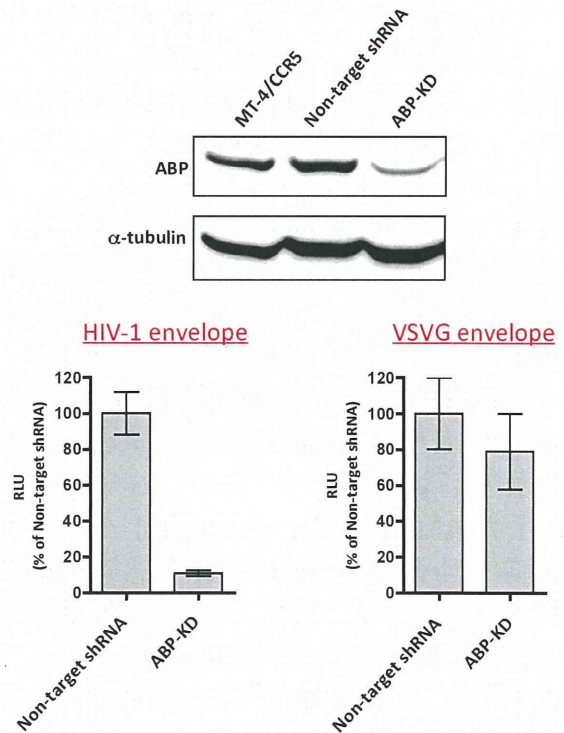 MT-4/CCR5
Non-target shRNA
ABP-KD
ABP
α-tubulin
HIV-1 envelope
VSVG envelope
RLU
(% of Non-target shRNA)
120
100
80
60
40
20
0
Non-target shRNA
ABP-KD
RLU
(% of Non-target shRNA)
120
100
80
60
40
20
0
Non-target shRNA
ABP-KD